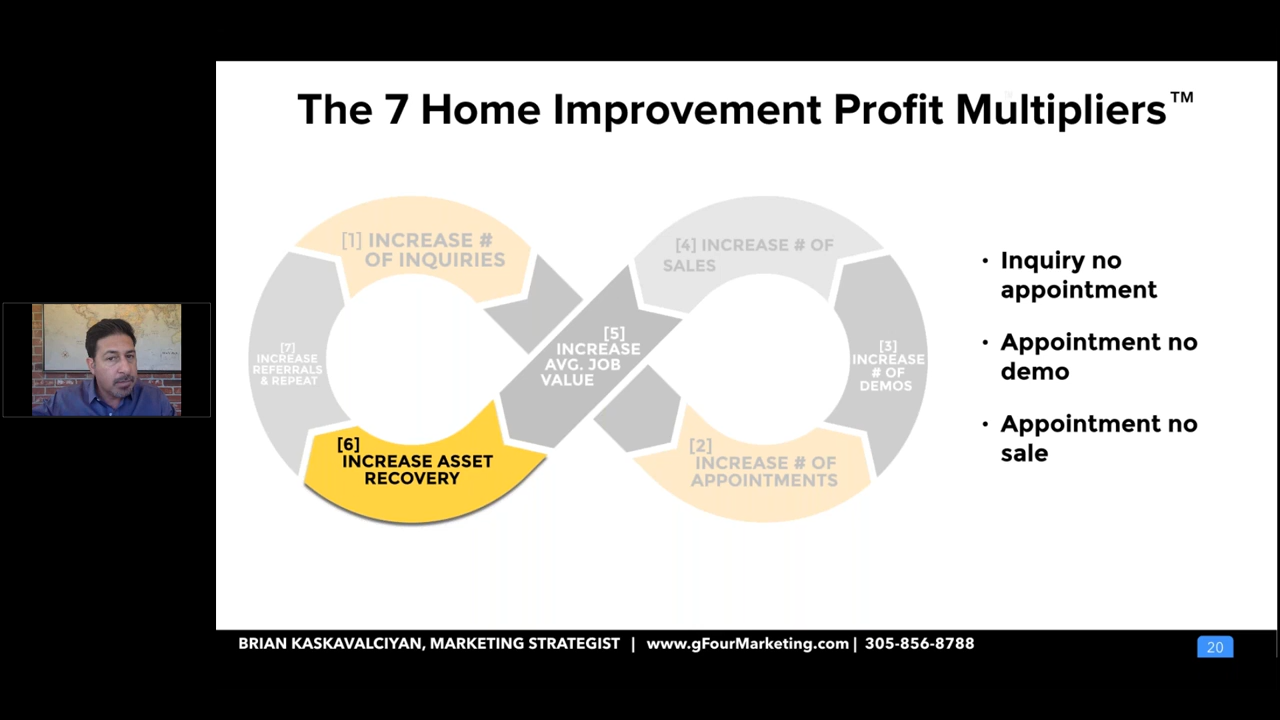 The 7 Home Improvement Profit Multipliers™
[1] INCREASE #
OF INQUIRIES
[4] INCREASE # OF
SALES
[7]
INCREASE
REFERRALS
& REPEAT
[5]
INCREASE
AVG. JOB
VALUE
[3]
INCREASE
# OF
DEMOS
[6]
INCREASE ASSET
RECOVERY
[2]
INCREASE # OF
APPOINTMENTS
• Inquiry no
appointment
• Appointment no
demo
• Appointment no
sale
BRIAN KASKAVALCIYAN, MARKETING STRATEGIST | www.gFourMarketing.com | 305-856-8788
20